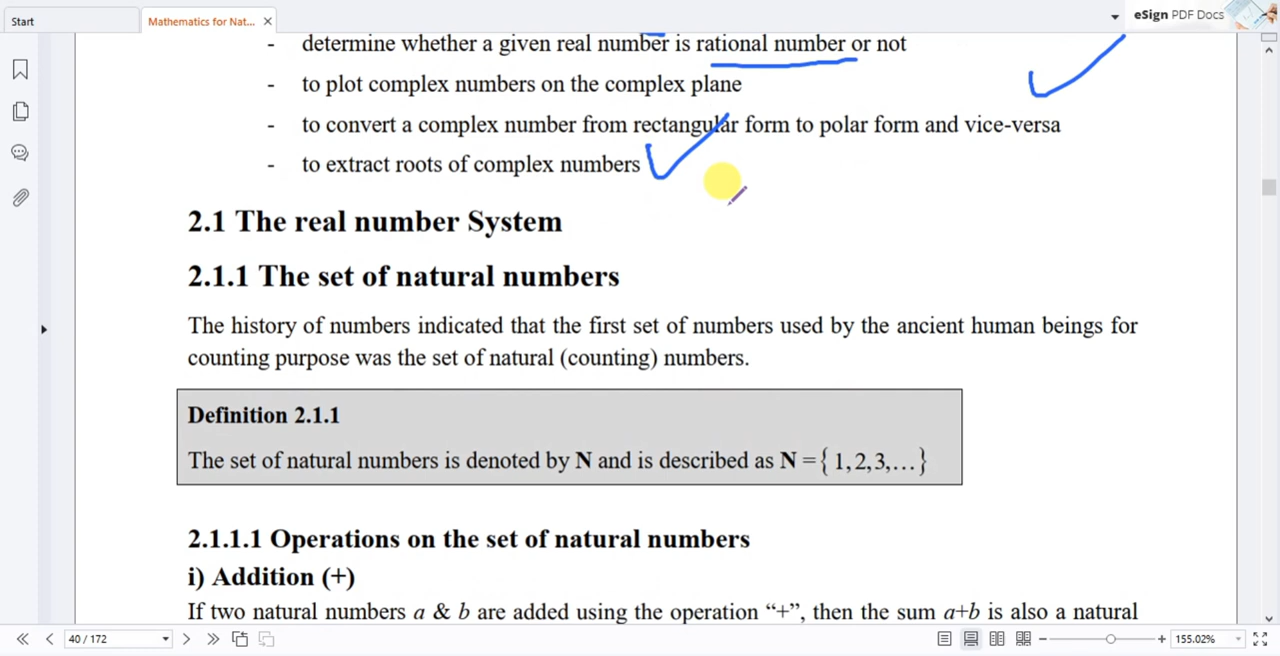 Start
Mathematics for Nat...
eSign PDF Docs
- determine whether a given real number is rational number or not
- to plot complex numbers on the complex plane
- to convert a complex number from rectangular form to polar form and vice-versa
- to extract roots of complex numbers
2.1 The real number System
2.1.1 The set of natural numbers
The history of numbers indicated that the first set of numbers used by the ancient human beings for
counting purpose was the set of natural (counting) numbers.
Definition 2.1.1
The set of natural numbers is denoted by N and is described as N = { 1, 2, 3, ... }
2.1.1.1 Operations on the set of natural numbers
i) Addition (+)
If two natural numbers a & b are added using the operation “+”, then the sum a+b is also a natural
40 / 172
155.02%